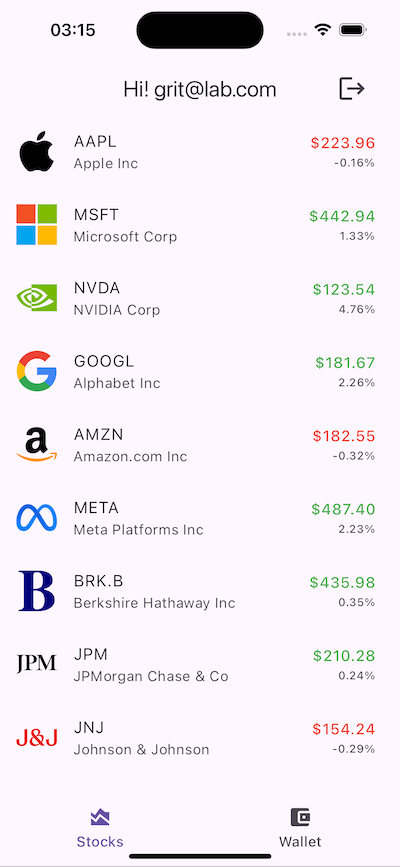 03:15
Hi! grit@lab.com
AAPL
$223.96
Apple Inc
-0.16%
MSFT
$442.94
Microsoft Corp
1.33%
NVDA
$123.54
NVIDIA Corp
4.76%
GOOGL
$181.67
Alphabet Inc
2.26%
a
AMZN
$182.55
Amazon.com Inc
-0.32%
META
$487.40
Meta Platforms Inc
2.23%
B
BRK.B
$435.98
Berkshire Hathaway Inc
0.35%
JPM
JPM
$210.28
JPMorgan Chase & Co
0.24%
J&J
JNJ
$154.24
Johnson & Johnson
-0.29%
Stocks
Wallet